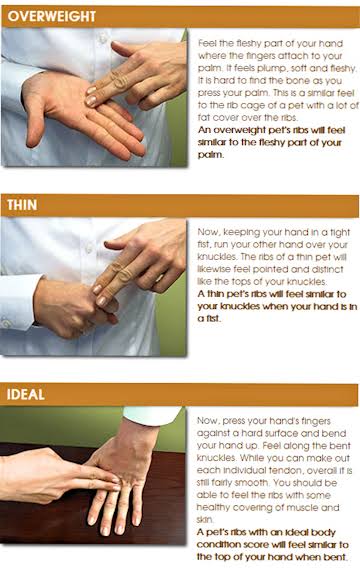 OVERWEIGHT
Feel the fleshy part of your hand
where the fingers attach to your
palm. It feels plump, soft and fleshy.
It is hard to find the bone as you
press your palm. This is a similar feel
to the rib cage of a pet with a lot of
fat cover over the ribs.
An overweight pet's ribs will feel
similar to the fleshy part of your
palm.
THIN
Now, keeping your hand in a tight
fist, run your other hand over your
knuckles. The ribs of a thin pet will
likewise feel pointed and distinct
like the tops of your knuckles.
A thin pet's ribs will feel similar to
your knuckles when your hand is in
a fist.
IDEAL
Now, press your hand's fingers
against a hard surface and bend
your hand up. Feel along the bent
knuckles. While you can make out
each individual tendon, overall it is
still fairly smooth. You should be
able to feel the ribs with some
healthy covering of muscle and
skin.
A pet's ribs with an ideal body
condition score will feel similar to
the top of your hand when bent.